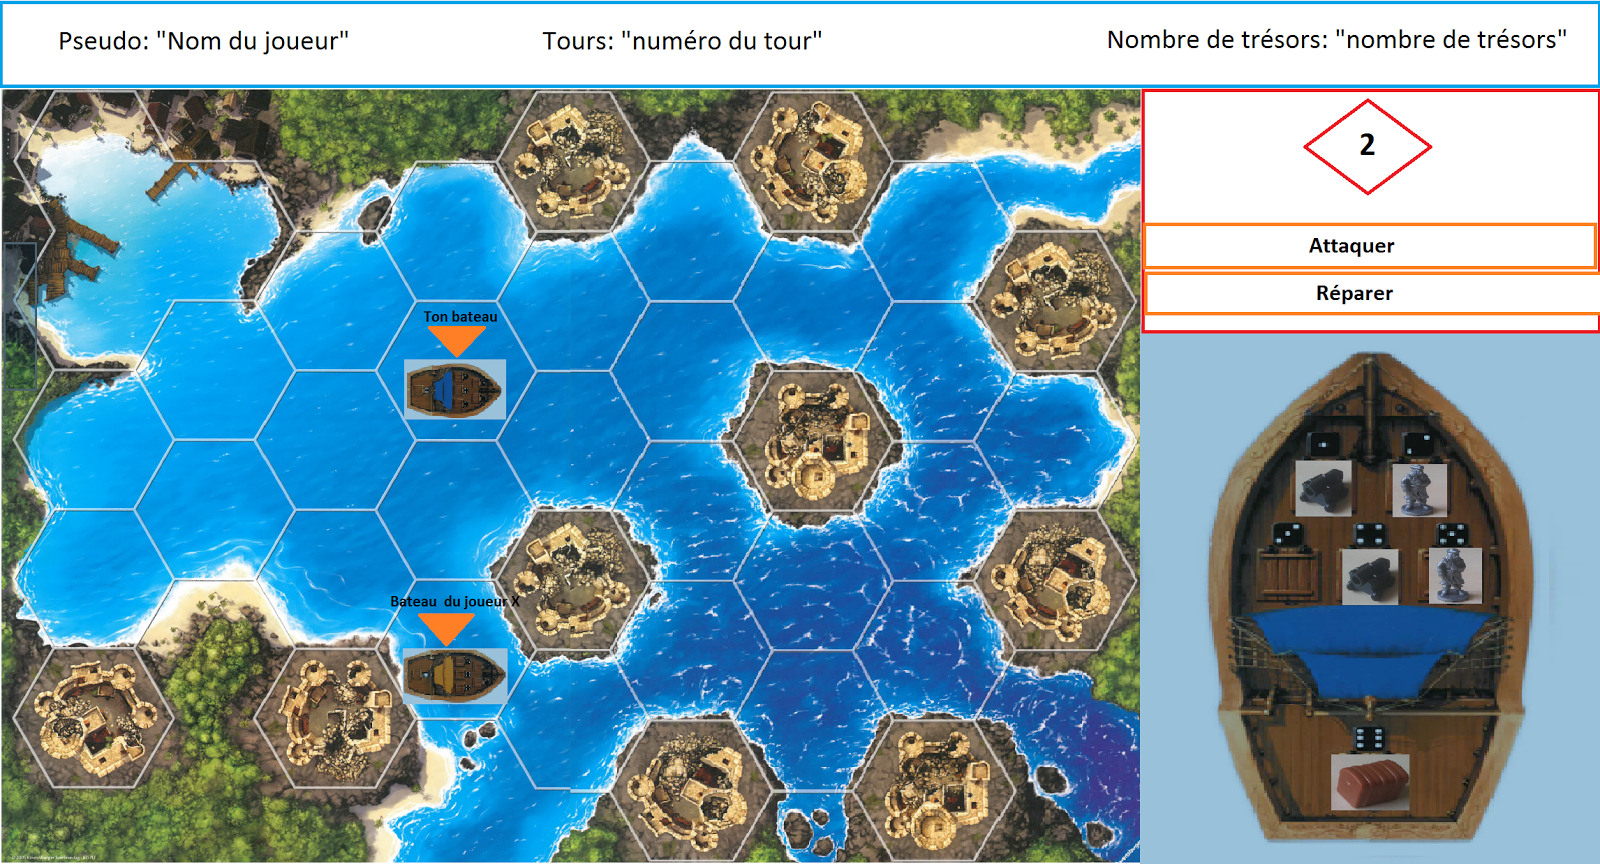 Pseudo: "Nom du joueur"
Tours: "numéro du tour"
Nombre de trésors: "nombre de trésors"
2
Attaquer
Réparer
Ton bateau
Bateau du joueur X